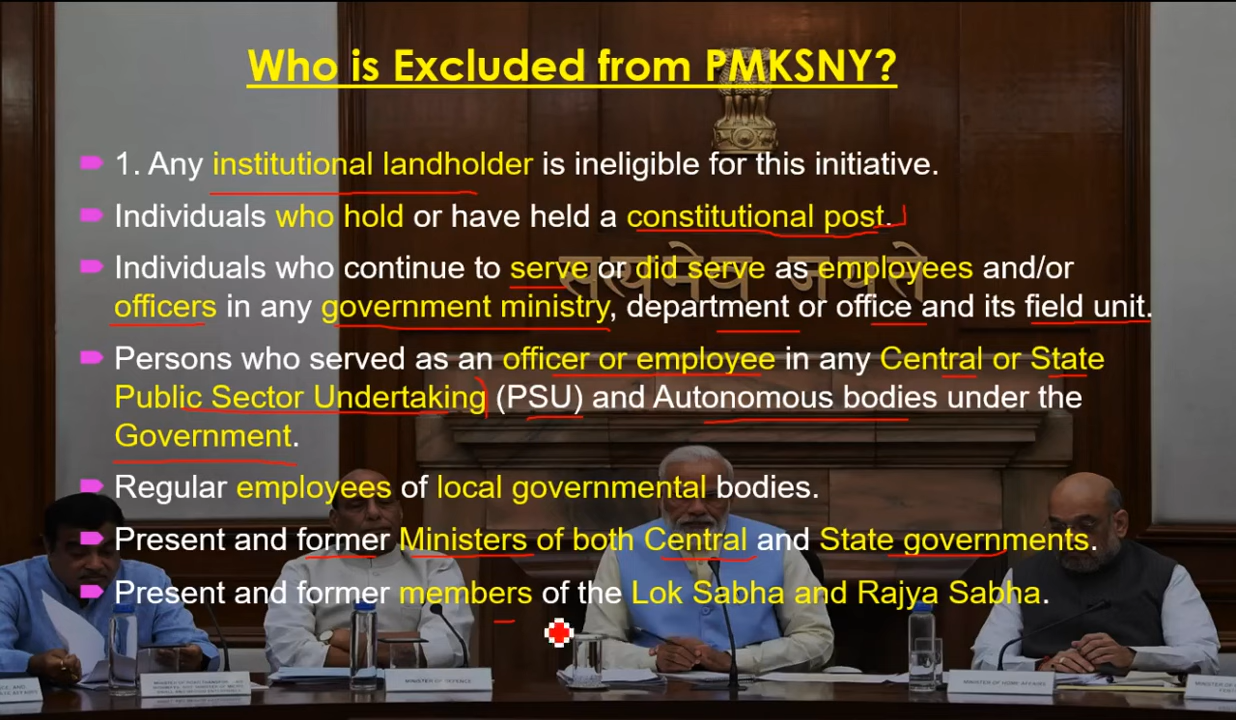 Who is Excluded from PMKSNY?
1. Any institutional landholder is ineligible for this initiative.
Individuals who hold or have held a constitutional post.
Individuals who continue to serve or did serve as employees and/or
officers in any government ministry, department or office and its field unit.
Persons who served as an officer or employee in any Central or State
Public Sector Undertaking (PSU) and Autonomous bodies under the
Government.
Regular employees of local governmental bodies.
Present and former Ministers of both Central and State governments.
Present and former members of the Lok Sabha and Rajya Sabha.
सत्यमेव जयते
MINISTER OF DEFENCE
MINISTER OF HOME AFFAIRS